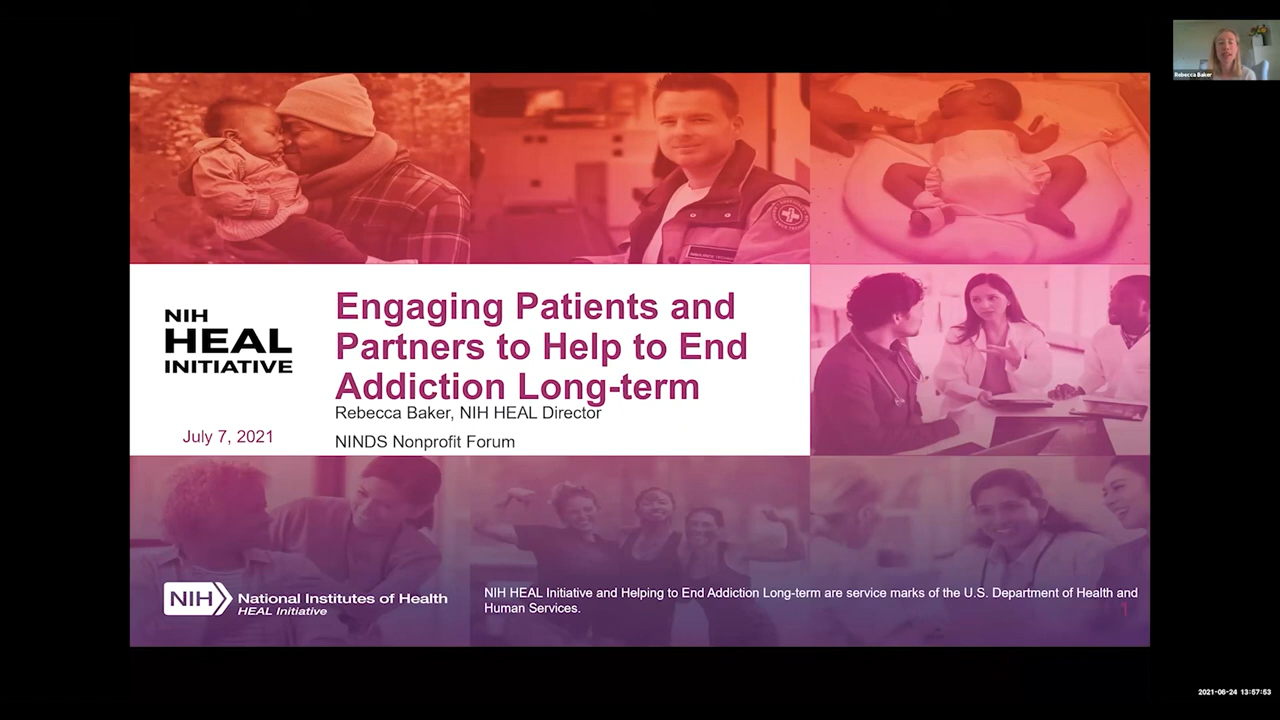 Rebecca Baker
NIH
HEAL
INITIATIVE
July 7, 2021
Engaging Patients and
Partners to Help to End
Addiction Long-term
Rebecca Baker, NIH HEAL Director
NINDS Nonprofit Forum
NIH
National Institutes of Health
HEAL Initiative
NIH HEAL Initiative and Helping to End Addiction Long-term are service marks of the U.S. Department of Health and
Human Services.
1
2021-06-24 13:57:53